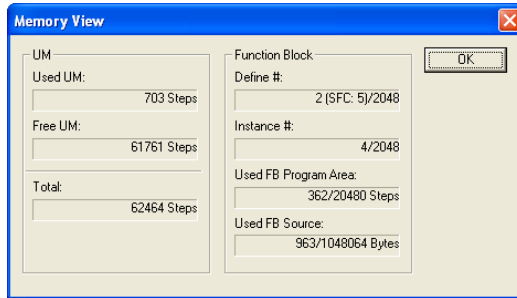 Memory View
UM
Used UM:
703 Steps
Free UM:
61761 Steps
Total:
62464 Steps
Function Block
Define #:
2 (SFC: 5)/2048
Instance #:
4/2048
Used FB Program Area:
362/20480 Steps
Used FB Source:
963/1048064 Bytes
OK